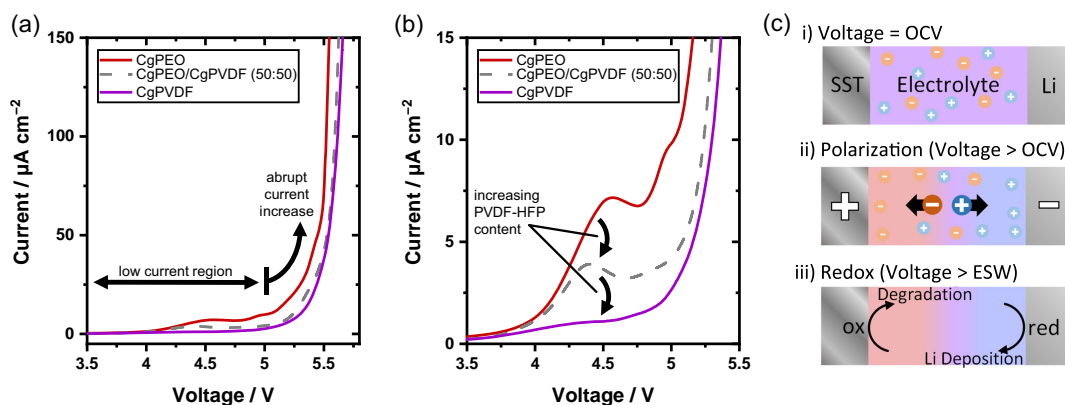 (a)
150
100
50
0
Current / μA cm⁻²
CgPEO
CgPEO/CgPVDF (50:50)
CgPVDF
abrupt
current
increase
low current region
3.5
4
4.5
5
5.5
Voltage / V
(b)
15
10
5
0
Current / μA cm⁻²
CgPEO
CgPEO/CgPVDF (50:50)
CgPVDF
increasing
PVDF-HFP
content
3.5
4
4.5
5
5.5
Voltage / V
(c)
i) Voltage = OCV
SST
Electrolyte
Li
ii) Polarization (Voltage > OCV)
+
−
+
−
iii) Redox (Voltage > ESW)
Degradation
ox
red
Li Deposition